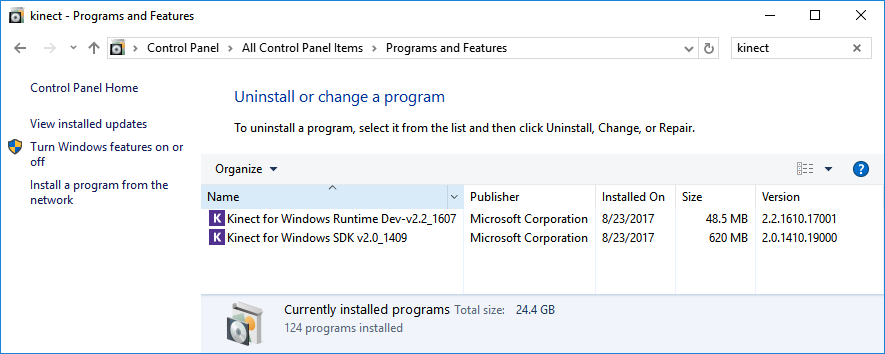 kinect - Programs and Features
Control Panel > All Control Panel Items > Programs and Features
kinect
Control Panel Home
View installed updates
Turn Windows features on or
off
Install a program from the
network
Uninstall or change a program
To uninstall a program, select it from the list and then click Uninstall, Change, or Repair.
Organize
Name Publisher Installed On Size Version
K Kinect for Windows Runtime Dev-v2.2_1607 Microsoft Corporation 8/23/2017 48.5 MB 2.2.1610.17001
K Kinect for Windows SDK v2.0_1409 Microsoft Corporation 8/23/2017 620 MB 2.0.1410.19000
Currently installed programs Total size: 24.4 GB
124 programs installed